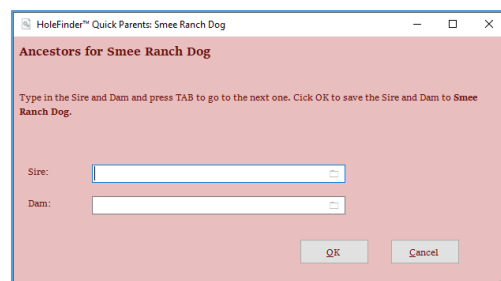 HoleFinder™ Quick Parents: Smee Ranch Dog
Ancestors for Smee Ranch Dog
Type in the Sire and Dam and press TAB to go to the next one. Cick OK to save the Sire and Dam to Smee
Ranch Dog.
Sire:
Dam:
OK Cancel